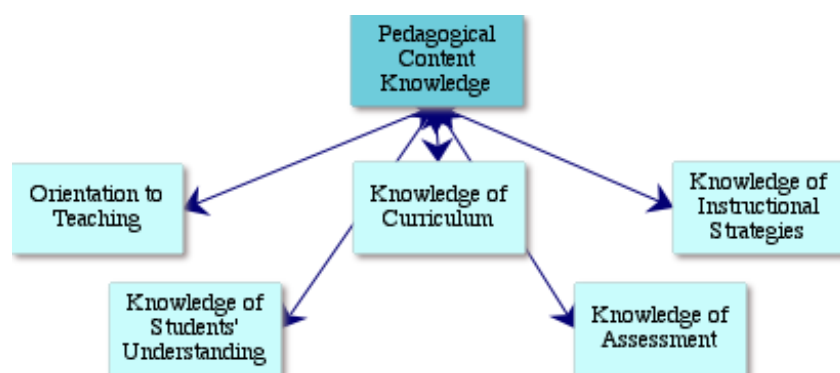 Pedagogical
Content
Knowledge
Orientation to
Teaching
Knowledge of
Curriculum
Knowledge of
Instructional
Strategies
Knowledge of
Students'
Understanding
Knowledge of
Assessment